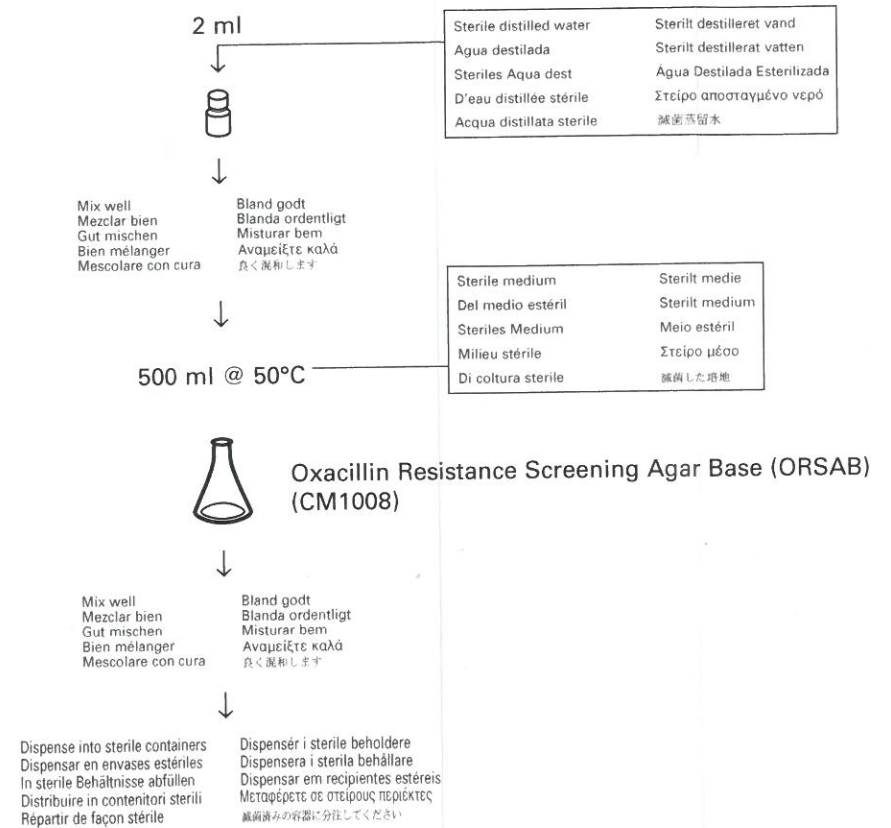 2 ml
Sterile distilled water
Agua destilada
Steriles Aqua dest
D'eau distillée stérile
Acqua distillata sterile
Sterilt destilleret vand
Sterilt destillerat vatten
Água Destilada Esterilizada
Στείρο αποσταγμένο νερό
滅菌蒸留水
Mix well
Mezclar bien
Gut mischen
Bien mélanger
Mescolare con cura
Bland godt
Blanda ordentligt
Misturar bem
Αναμείξτε καλά
良く混和します
Sterile medium
Del medio estéril
Steriles Medium
Milieu stérile
Di coltura sterile
Sterilt medie
Sterilt medium
Meio estéril
Στείρο μέσο
滅菌した培地
500 ml @ 50°C
Oxacillin Resistance Screening Agar Base (ORSAB)
(CM1008)
Mix well
Mezclar bien
Gut mischen
Bien mélanger
Mescolare con cura
Bland godt
Blanda ordentligt
Misturar bem
Αναμείξτε καλά
良く混和します
Dispense into sterile containers
Dispensar en envases estériles
In sterile Behältnisse abfüllen
Distribuire in contenitori sterili
Répartir de façon stérile
Dispensér i sterile beholdere
Dispensera i sterila behållare
Dispensar em recipientes estéreis
Μεταφέρετε σε στείρους περιέκτες
滅菌済みの容器に分注してください